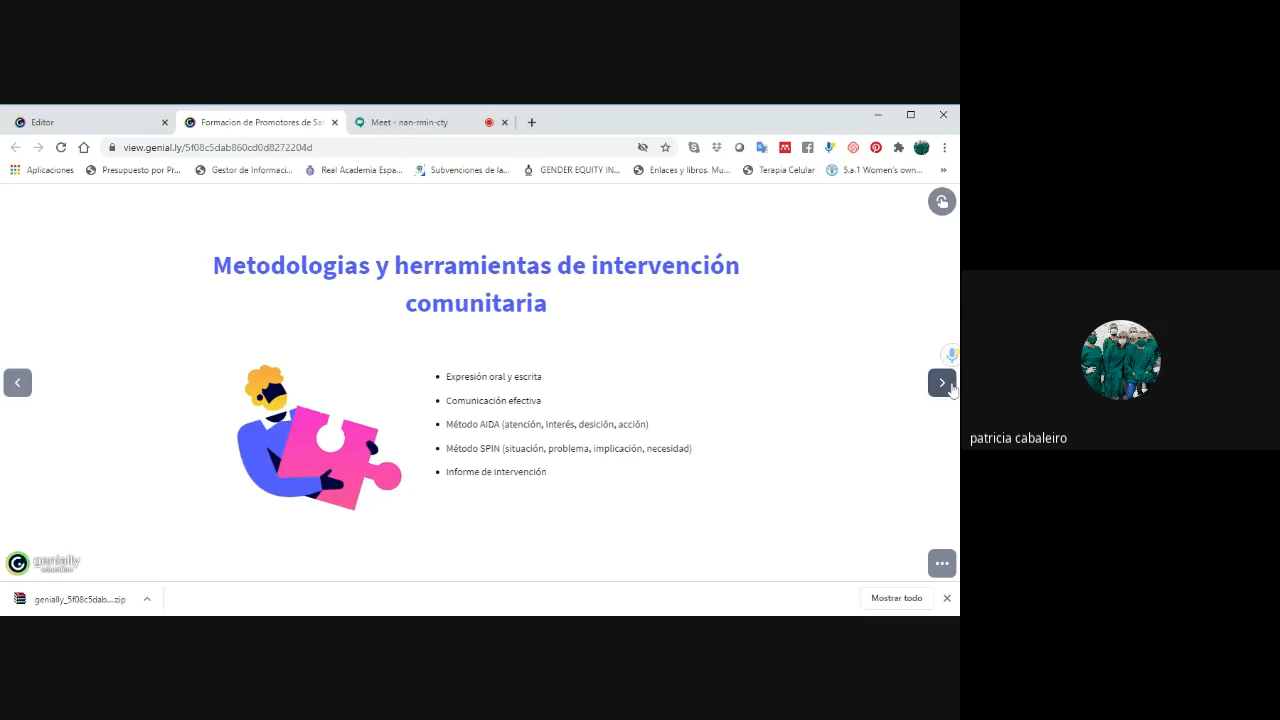 Editor
Formacion de Promotores de Sal
Meet - nan-rmin-cty
view.genial.ly/5f08c5dab860cd0d8272204d
Aplicaciones
Presupuesto por Pr...
Gestor de Informaci...
Real Academia Espa...
Subvenciones de la...
GENDER EQUITY IN...
Enlaces y libros. Mu...
Terapia Celular
5.a.1 Women's own...
Metodologias y herramientas de intervención
comunitaria
• Expresión oral y escrita
• Comunicación efectiva
• Método AIDA (atención, interés, desición, acción)
• Método SPIN (situación, problema, implicación, necesidad)
• Informe de intervención
patricia cabaleiro
genially
education
genially_5f08c5dab....zip
Mostrar todo